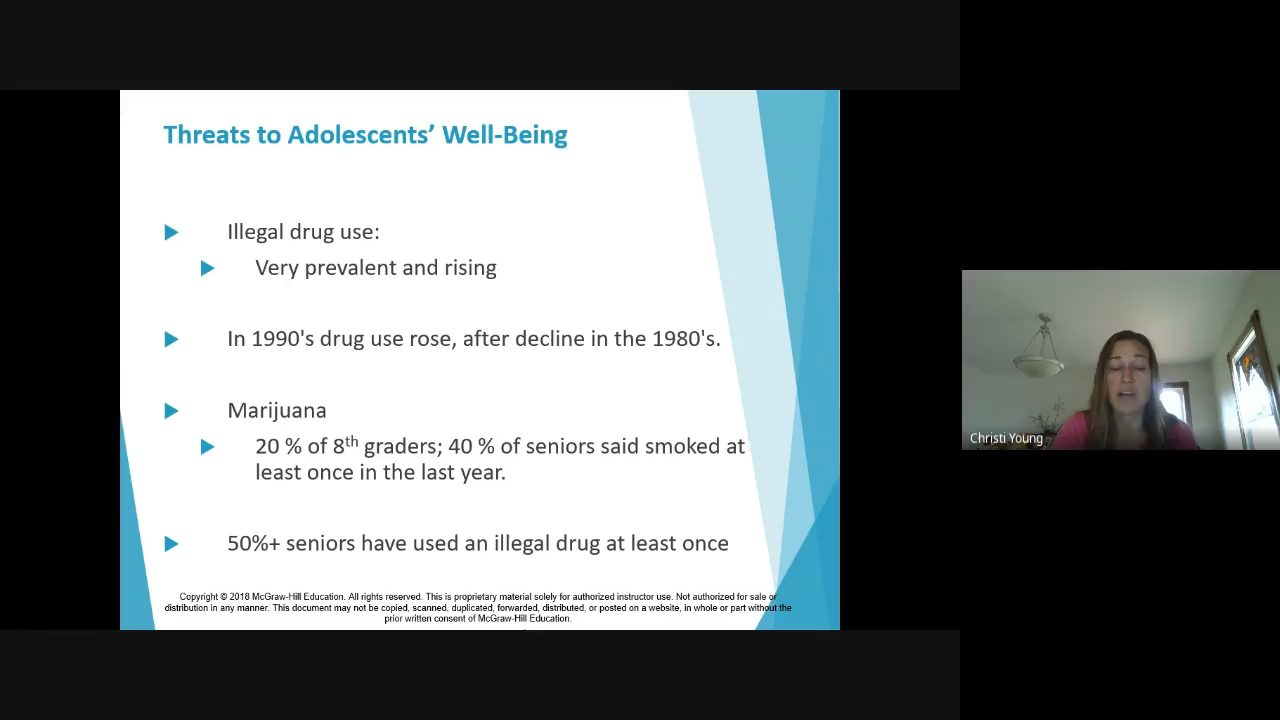 Threats to Adolescents’ Well-Being
Illegal drug use:
Very prevalent and rising
In 1990's drug use rose, after decline in the 1980's.
Marijuana
20 % of 8th graders; 40 % of seniors said smoked at
least once in the last year.
50%+ seniors have used an illegal drug at least once
Copyright © 2018 McGraw-Hill Education. All rights reserved. This is proprietary material solely for authorized instructor use. Not authorized for sale or
distribution in any manner. This document may not be copied, scanned, duplicated, forwarded, distributed, or posted on a website, in whole or part without the
prior written consent of McGraw-Hill Education.
Christi Young